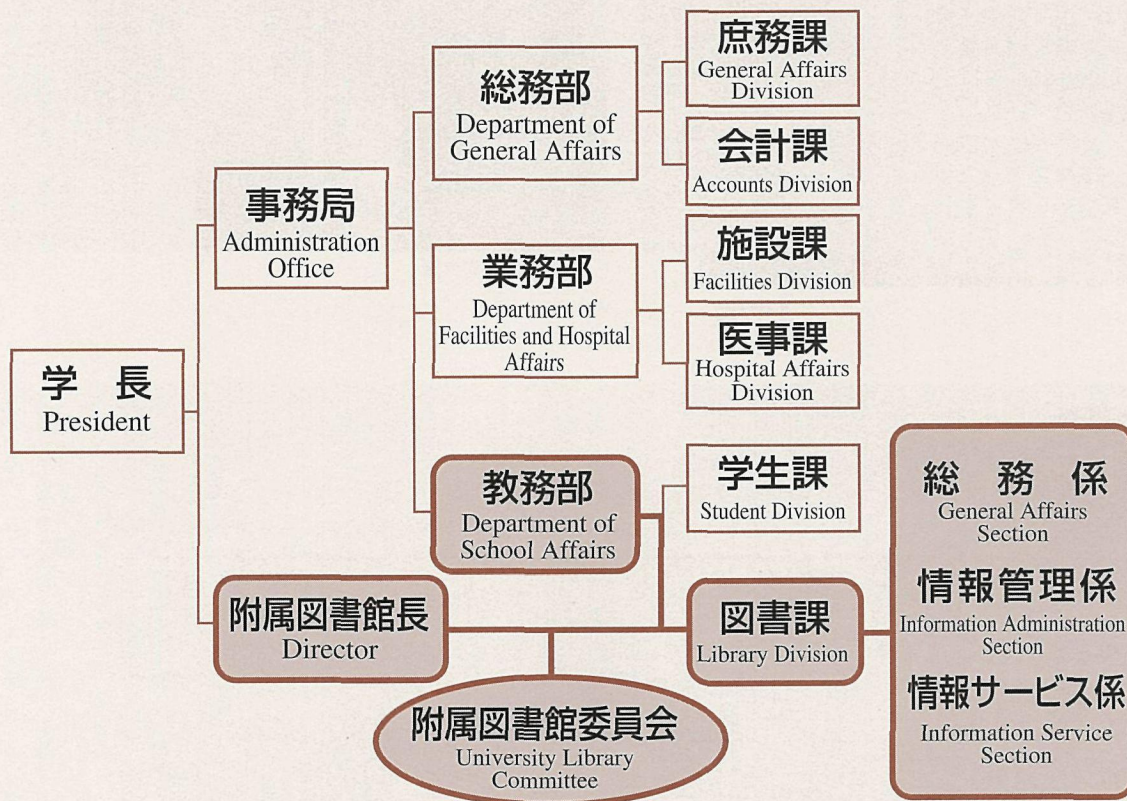 学 長
President
事務局
Administration
Office
総務部
Department of
General Affairs
庶務課
General Affairs
Division
会計課
Accounts Division
業務部
Department of
Facilities and Hospital
Affairs
施設課
Facilities Division
医事課
Hospital Affairs
Division
教務部
Department of
School Affairs
学生課
Student Division
附属図書館長
Director
図書課
Library Division
附属図書館委員会
University Library
Committee
総 務 係
General Affairs
Section
情報管理係
Information Administration
Section
情報サービス係
Information Service
Section